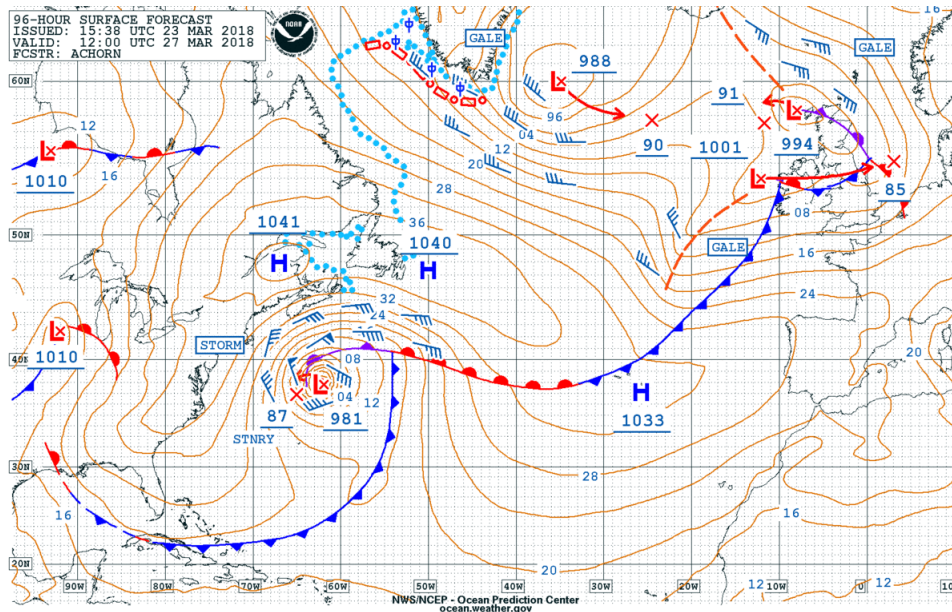 96-HOUR SURFACE FORECAST
ISSUED: 15:38 UTC 23 MAR 2018
VALID: 12:00 UTC 27 MAR 2018
FCSTR: ACHORN
NOAA
GALE
16
988
GALE
60N
L
91
L
12
96
04
L
12
90
1001
994
1010
16
20
L
85
28
08
1041
36
1040
50N
H
H
GALE
16
32
24
24
L
STORM
1010
40N
08
20
L
04
12
H
87
981
1033
STNRY
30N
28
16
16
20N
20
12
12
90W
80W
70W
60W
50W
40W
30W
20W
10W
0
NWS/NCEP - Ocean Prediction Center
ocean.weather.gov